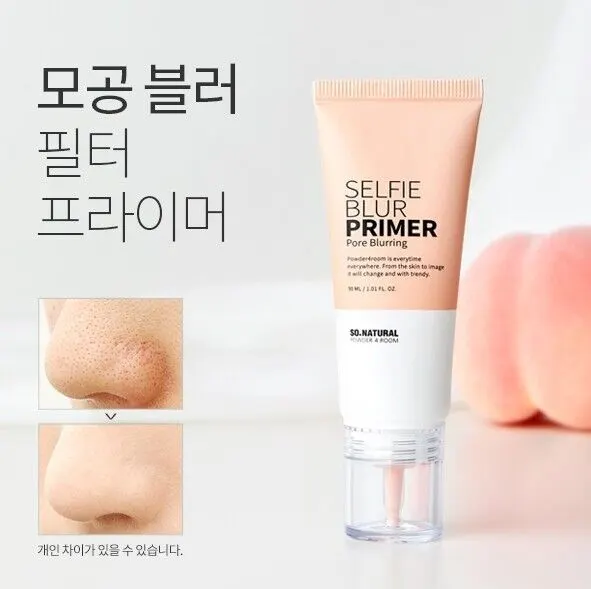 모공 블러
필터
프라이머
SELFIE
BLUR
PRIMER
Pore Blurring
Powder4room is everytime
everywhere. From the skin to image
it will change and with trendy.
30 ML / 1.01 FL. OZ.
SO.NATURAL
POWDER 4 ROOM
개인 차이가 있을 수 있습니다.